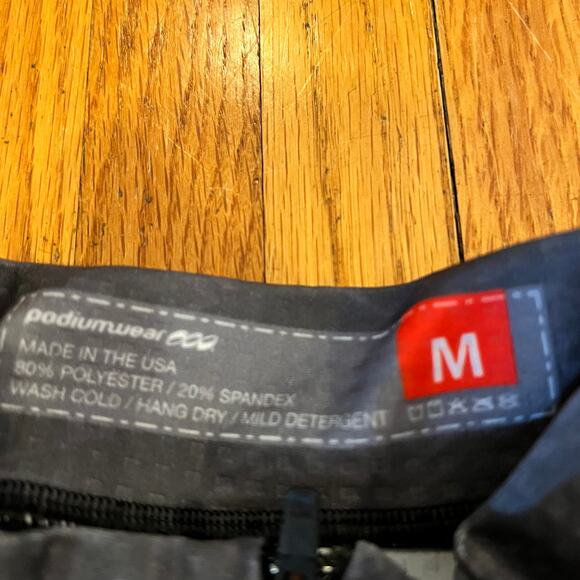 podiumwear
MADE IN THE USA
80% POLYESTER / 20% SPANDEX
WASH COLD / HANG DRY / MILD DETERGENT
M